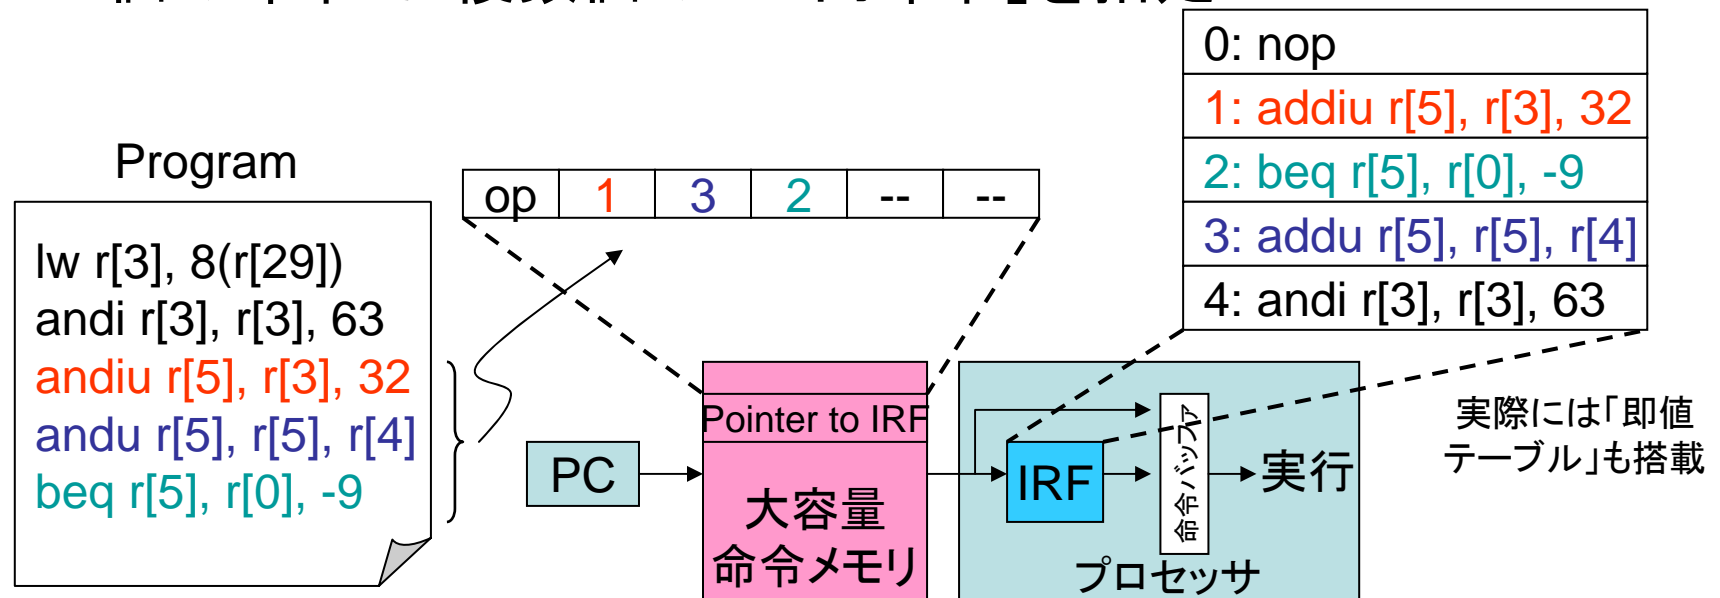 0: nop
1: addiu r[5], r[3], 32
2: beq r[5], r[0], -9
3: addu r[5], r[5], r[4]
4: andi r[3], r[3], 63
Program
op 1 3 2 -- --
lw r[3], 8(r[29])
andi r[3], r[3], 63
andiu r[5], r[3], 32
andu r[5], r[5], r[4]
beq r[5], r[0], -9
PC
Pointer to IRF
大容量
命令メモリ
IRF
命令バッファ
実行
プロセッサ
実際には「即値
テーブル」も搭載